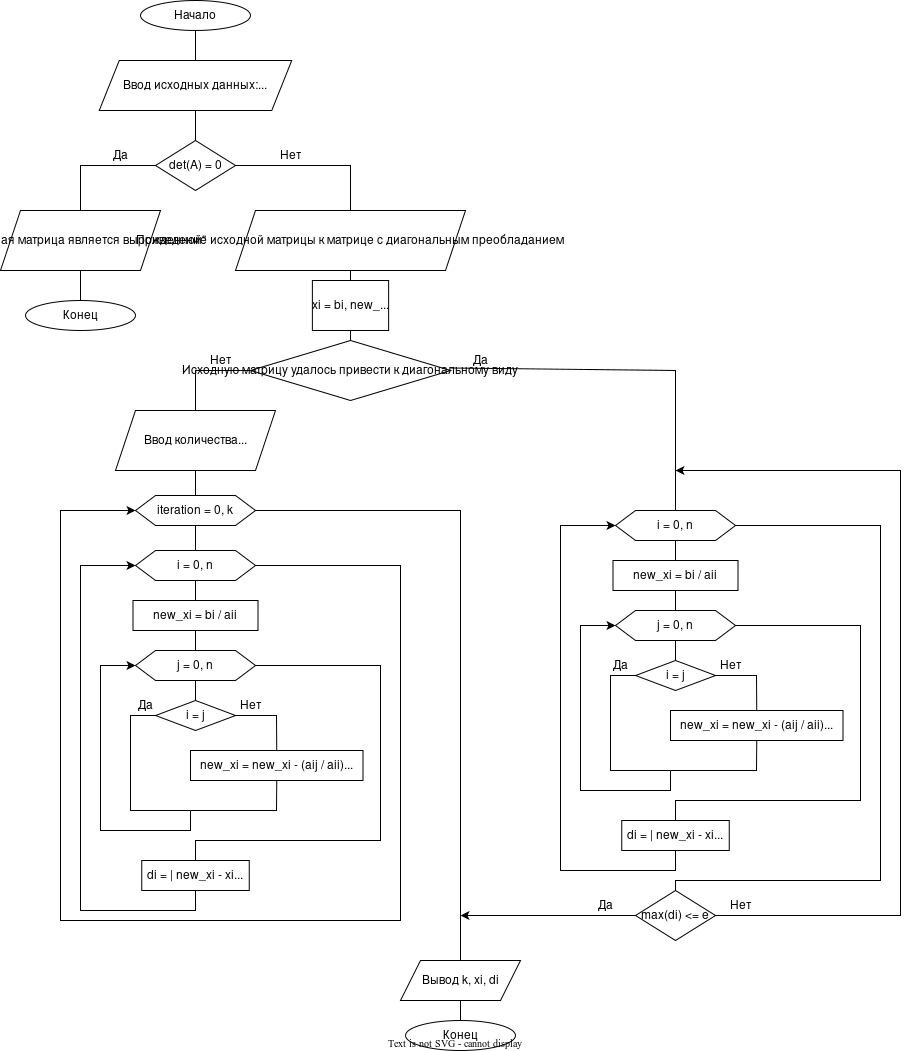 Начало
Ввод исходных данных:...
Да
det(A) = 0
Нет
ая матрица является
Приведение исходной матрицы к матрице с диагональным преобладанием
Конец
xi = bi, new_...
Нет
Исходную матрицу удалось привести к диагональному виду
Да
Ввод количества...
iteration = 0, k
i = 0, n
new_xi = bi / aii
j = 0, n
Да
i = j
Нет
new_xi = new_xi - (aij / aii)...
di = | new_xi - xi...
i = 0, n
new_xi = bi / aii
j = 0, n
Да
i = j
Нет
new_xi = new_xi - (aij / aii)...
di = | new_xi - xi...
Да
max(di) <= e
Нет
Вывод k, xi, di
Конец
Text is not SVG - cannot display